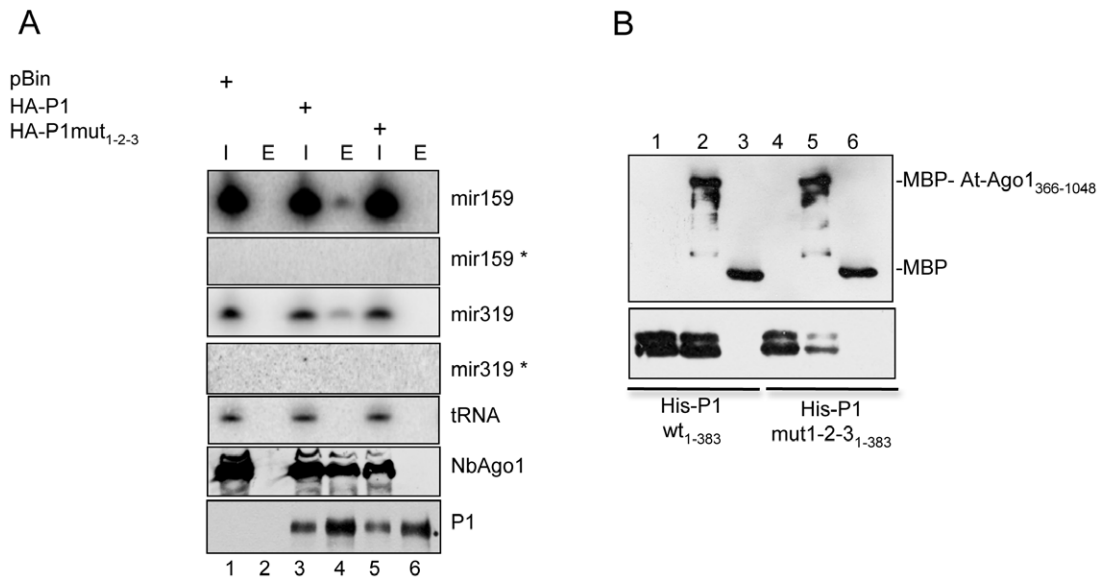 A
pBin +
HA-P1 +
HA-P1mut1-2-3 +
I E I E I E
mir159
mir159 *
mir319
mir319 *
tRNA
NbAgo1
P1
1 2 3 4 5 6
B
1 2 3 4 5 6
-MBP- At-Ago1366-1048
-MBP
His-P1
wt1-383
His-P1
mut1-2-31-383